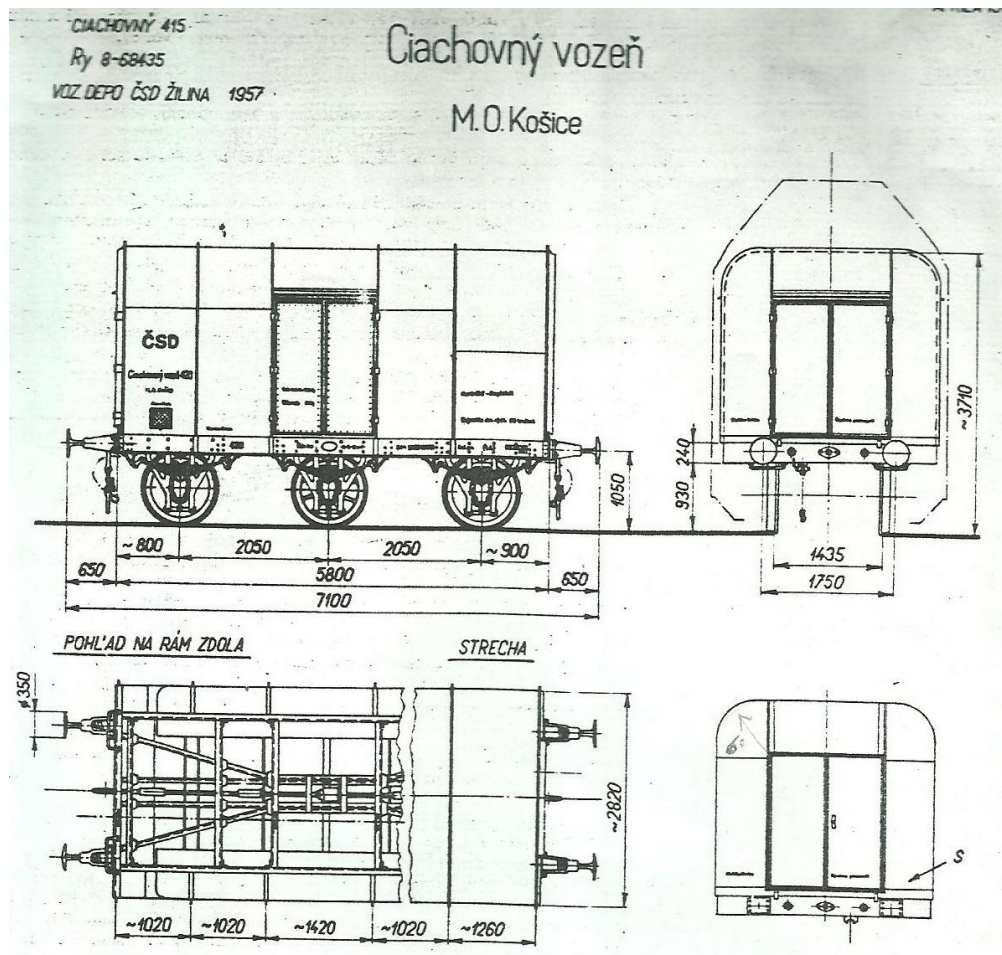 CIACHOVNÝ 415
Ry 8-68435
VOZ. DEPO ČSD ŽILINA 1957
Ciachovný vozeň
M.O. Košice
ČSD
~3710
240
930
1050
~800
2050
2050
~900
650
5800
650
7100
1435
1750
POHĽAD NA RÁM ZDOLA
STRECHA
ø350
~2820
S
~1020
~1020
~1420
~1020
~1260